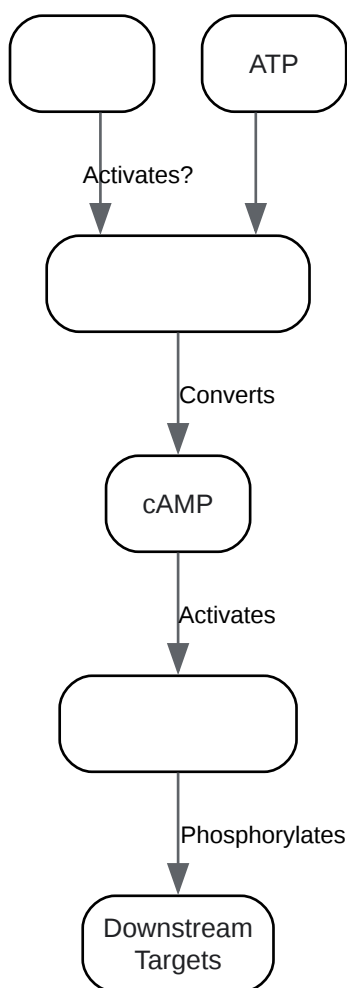 ATP
Activates?
Converts
cAMP
Activates
Phosphorylates
Downstream
Targets